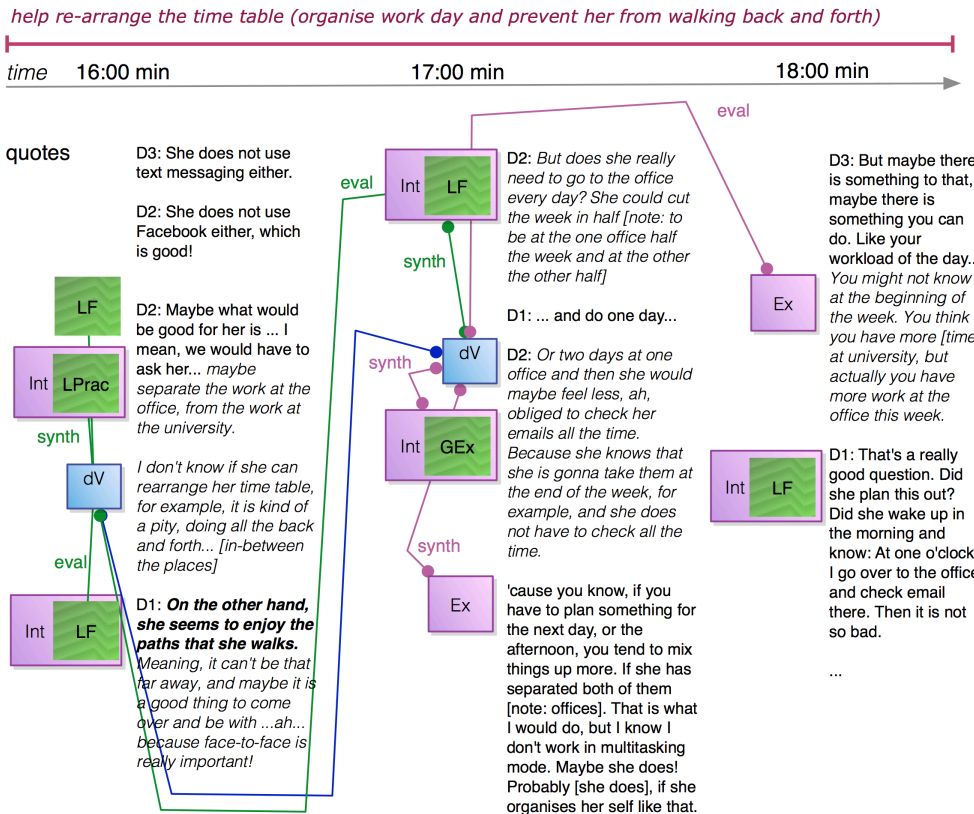 help re-arrange the time table (organise work day and prevent her from walking back and forth)
time
16:00 min
17:00 min
18:00 min
quotes
D3: She does not use
text messaging either.
D2: She does not use
Facebook either, which
is good!
LF
D2: Maybe what would
be good for her is ... I
mean, we would have to
ask her... maybe
separate the work at the
office, from the work at
the university.
Int
LPrac
synth
dV
I don't know if she can
rearrange her time table,
for example, it is kind of
a pity, doing all the back
and forth... [in-between
the places]
eval
Int
LF
D1: On the other hand,
she seems to enjoy the
paths that she walks.
Meaning, it can't be that
far away, and maybe it is
a good thing to come
over and be with ...ah...
because face-to-face is
really important!
eval
Int
LF
synth
D2: But does she really
need to go to the office
every day? She could cut
the week in half [note: to
be at the one office half
the week and at the other
the other half]
D1: ... and do one day...
dV
synth
D2: Or two days at one
office and then she would
maybe feel less, ah,
obliged to check her
emails all the time.
Because she knows that
she is gonna take them at
the end of the week, for
example, and she does
not have to check all the
time.
Int
GEx
synth
Ex
'cause you know, if you
have to plan something for
the next day, or the
afternoon, you tend to mix
things up more. If she has
separated both of them
[note: offices]. That is what
I would do, but I know I
don't work in multitasking
mode. Maybe she does!
Probably [she does], if she
organises her self like that.
eval
Ex
D3: But maybe there
is something to that,
maybe there is
something you can
do. Like your
workload of the day..
You might not know
at the beginning of
the week. You think
you have more [time
at university, but
actually you have
more work at the
office this week.
Int
LF
D1: That's a really
good question. Did
she plan this out?
Did she wake up in
the morning and
know: At one o'clock
I go over to the office
and check email
there. Then it is not
so bad.
...